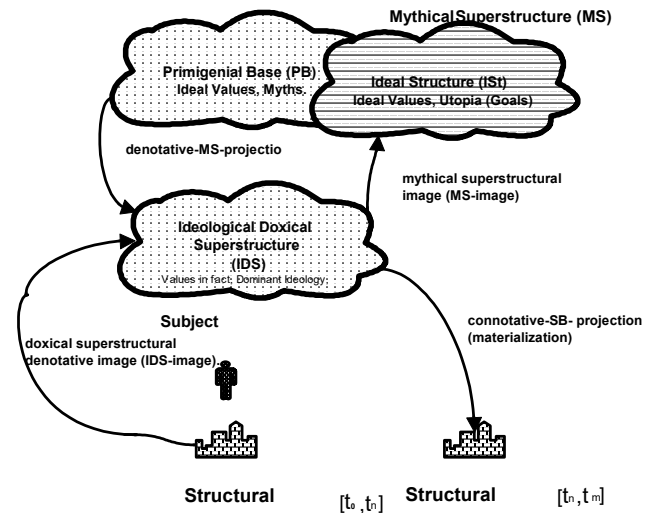 Mythical Superstructure (MS)
Primigenial Base (PB)
Ideal Values, Myths.
Ideal Structure (ISt)
Ideal Values, Utopia (Goals)
denotative-MS-projectio
mythical superstructural
image (MS-image)
Ideological Doxical
Superstructure
(IDS)
Values in fact, Dominant Ideology
Subject
connotative-SB- projection
(materialization)
doxical superstructural
denotative image (IDS-image).
Structural
[t₀ ,tₙ]
Structural
[tₙ,t ₘ]